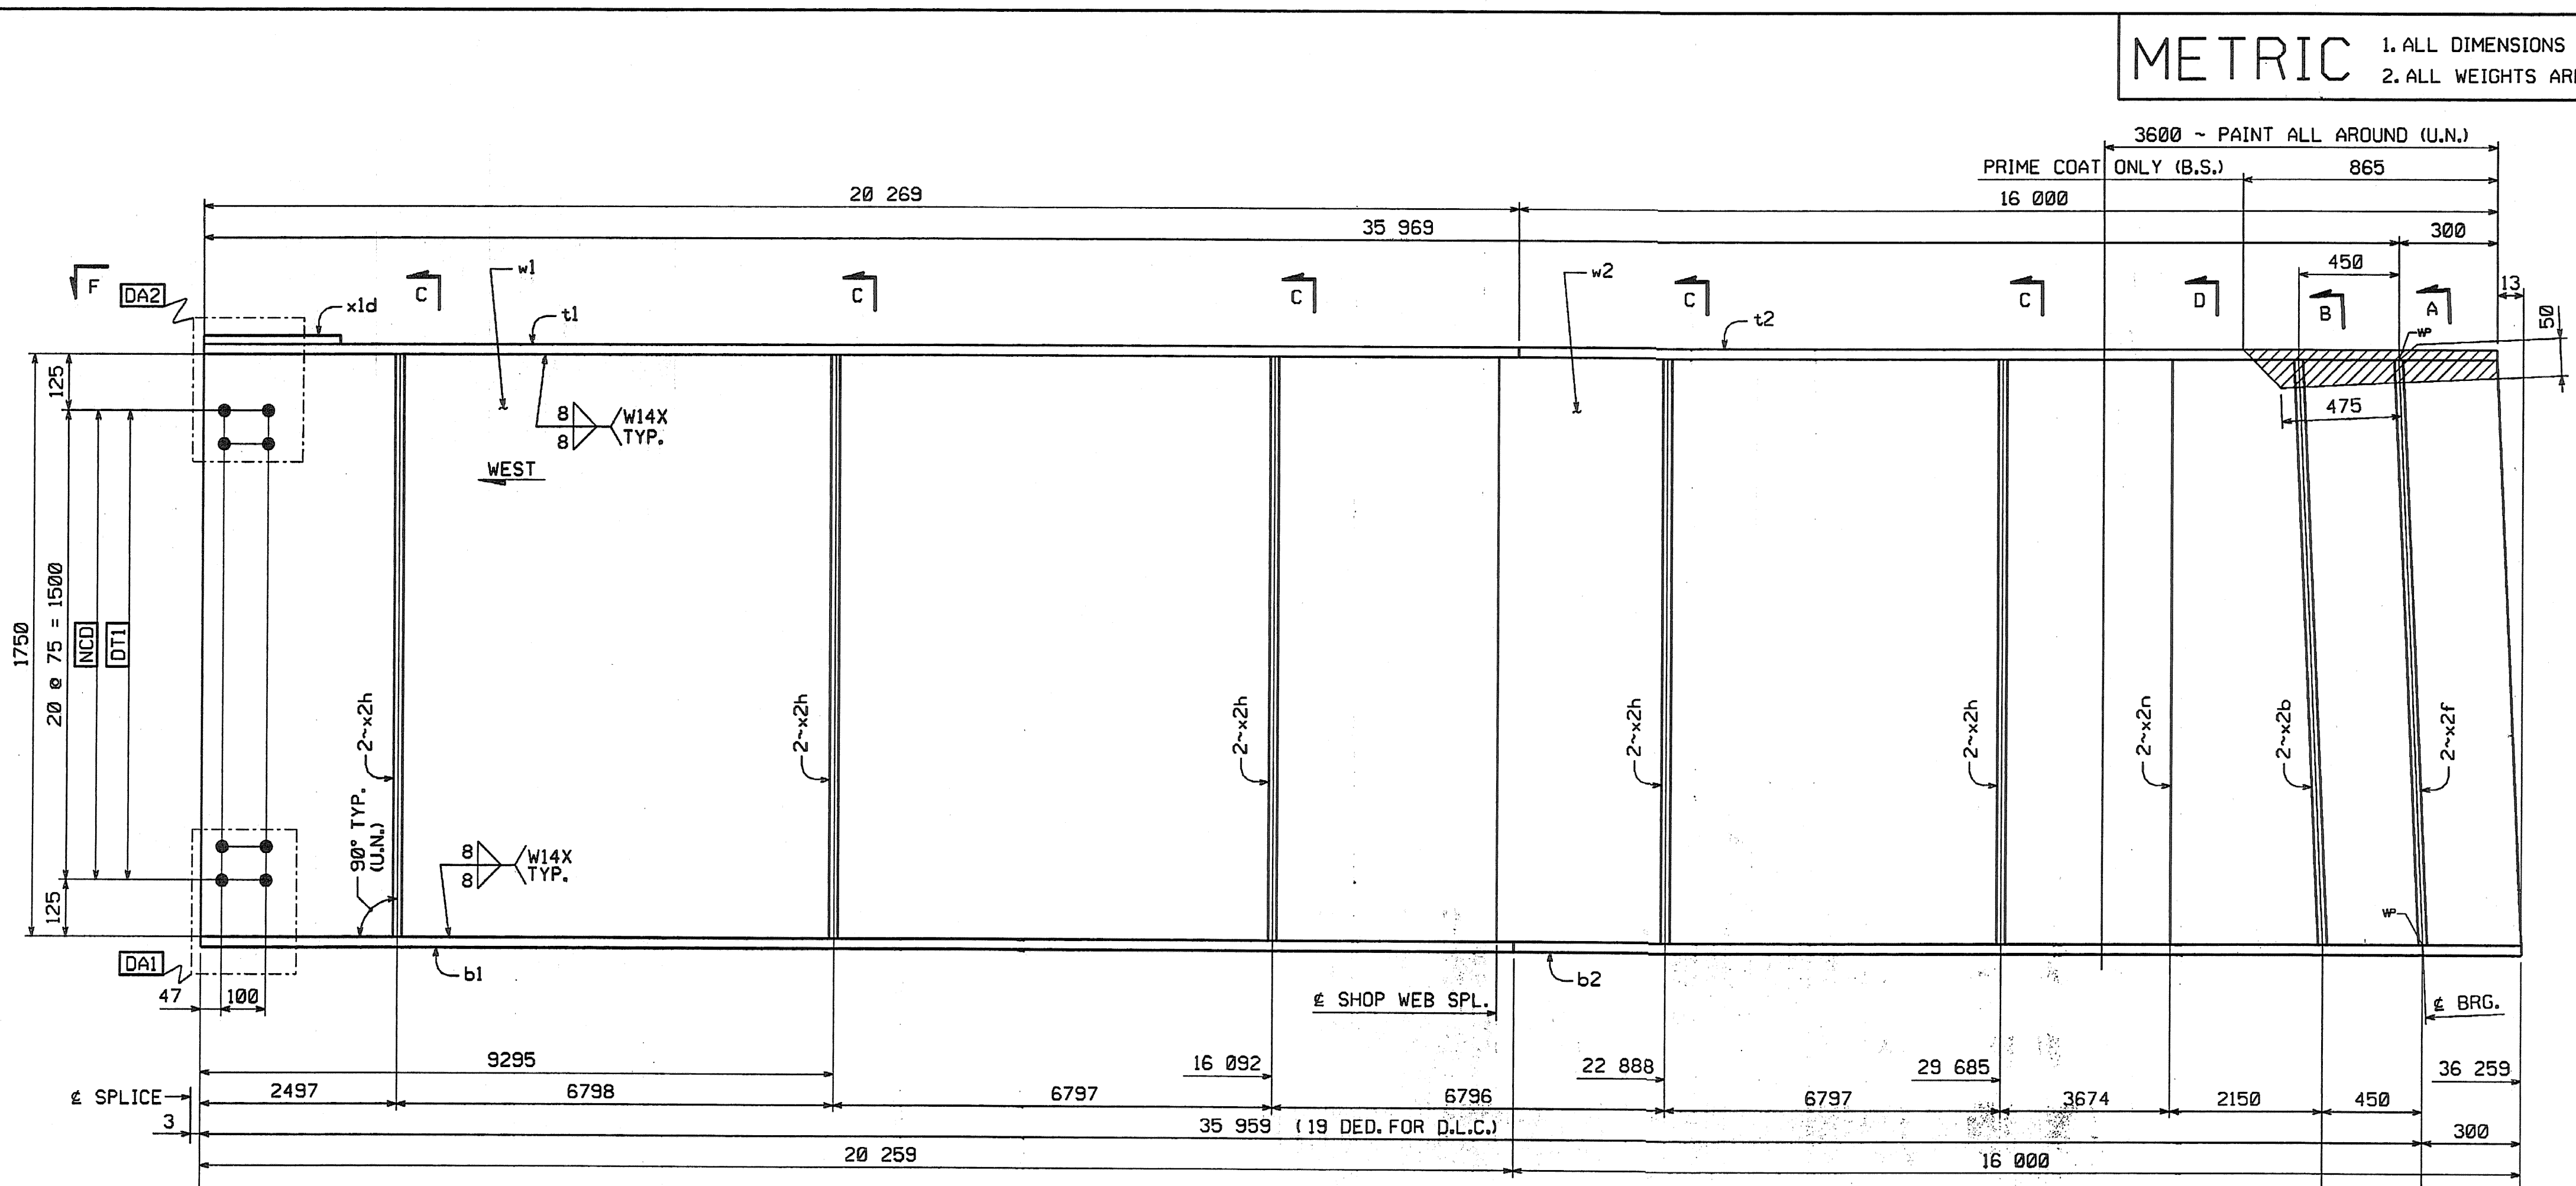 METRIC
1. ALL DIMENSIONS
2. ALL WEIGHTS AR
3600 ~ PAINT ALL AROUND (U.N.)
PRIME COAT ONLY (B.S.)
865
20 269
16 000
35 969
300
450
13
F
DA2
x1d
C
w1
t1
C
C
w2
C
t2
C
D
B
A
WP
50
125
8
8
W14X
TYP.
WEST
475
1750
20 @ 75 = 1500
NCD
DT1
2~x2h
2~x2h
2~x2h
2~x2h
2~x2h
2~x2n
2~x2b
2~x2f
90° TYP.
(U.N.)
8
8
W14X
TYP.
125
WP
DA1
b1
b2
47
100
℄ SHOP WEB SPL.
℄ BRG.
9295
16 092
22 888
29 685
36 259
℄ SPLICE
2497
6798
6797
6796
6797
3674
2150
450
3
35 959 (19 DED. FOR D.L.C.)
300
20 259
16 000